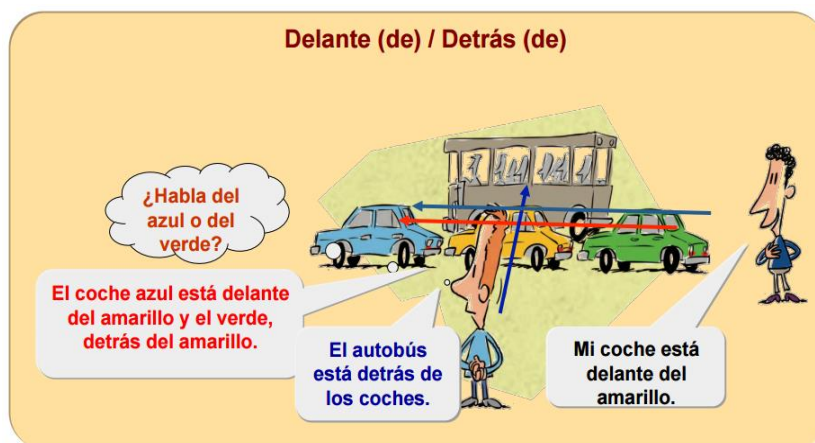 Delante (de) / Detrás (de)
¿Habla del
azul o del
verde?
El coche azul está delante
del amarillo y el verde,
detrás del amarillo.
El autobús
está detrás de
los coches.
Mi coche está
delante del
amarillo.